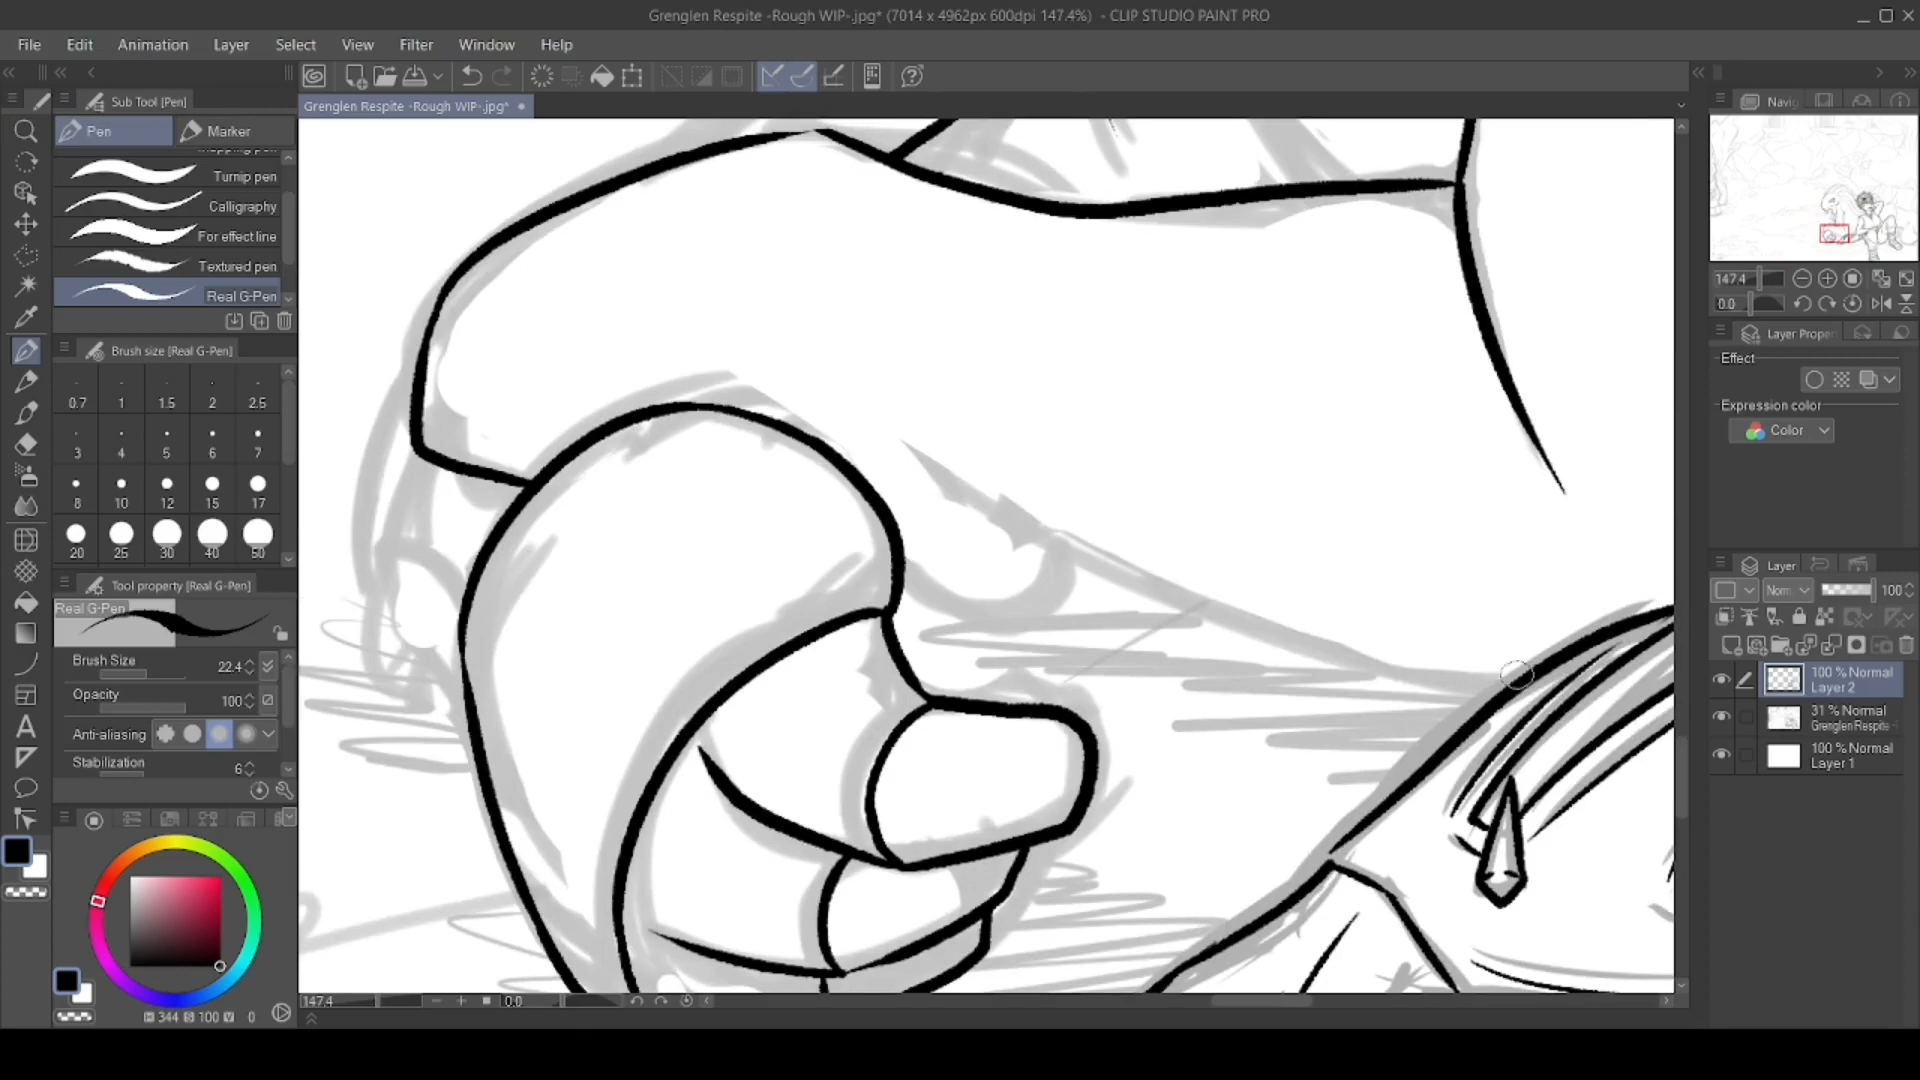 Grenglen Respite -Rough WIP-.jpg* (7014 x 4962px 600dpi 147.4%) - CLIP STUDIO PAINT PRO
File Edit Animation Layer Select View Filter Window Help
Sub Tool [Pen]
Grenglen Respite -Rough WIP-.jpg*
Pen Marker
Turnip pen
Calligraphy
For effect line
Textured pen
Real G-Pen
Brush size [Real G-Pen]
0.7 1 1.5 2 2.5
3 4 5 6 7
8 10 12 15 17
20 25 30 40 50
Tool property [Real G-Pen]
Real G-Pen
Brush Size 22.4
Opacity 100
Anti-aliasing
Stabilization 6
H 344 S 100 V 0
147.4 0.0
Navig
147.4
0.0
Layer Proper
Effect
Expression color
Color
Layer
Norm 100
100 % Normal
Layer 2
31 % Normal
Grenglen Respite -
100 % Normal
Layer 1